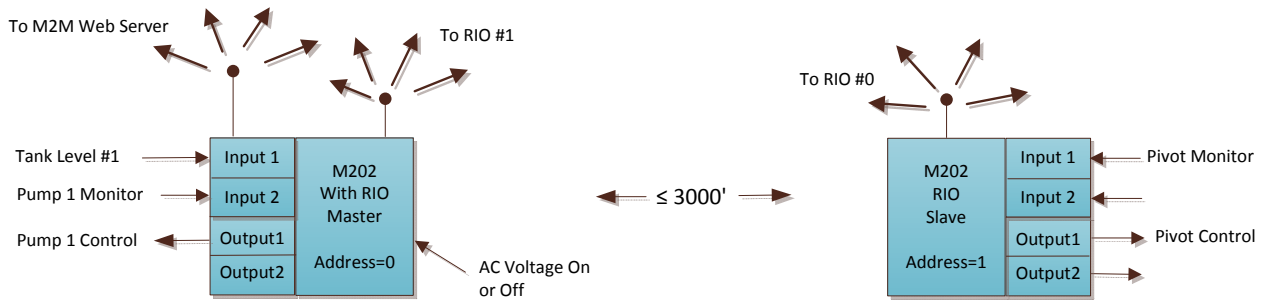 To M2M Web Server
To RIO #1
To RIO #0
Tank Level #1
Input 1
Pump 1 Monitor
Input 2
Pump 1 Control
Output1
Output2
M202
With RIO
Master
Address=0
AC Voltage On
or Off
≤ 3000'
M202
RIO
Slave
Address=1
Input 1
Pivot Monitor
Input 2
Output1
Pivot Control
Output2